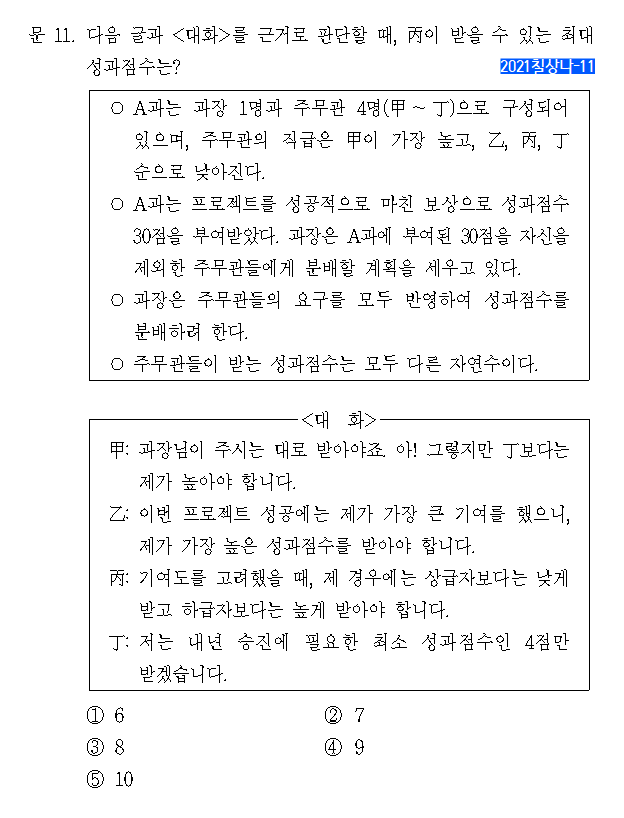 문 11. 다음 글과 <대화>를 근거로 판단할 때, 丙이 받을 수 있는 최대
성과점수는?
2021칠상나-11
○ A과는 과장 1명과 주무관 4명(甲 ~ 丁)으로 구성되어
있으며, 주무관의 직급은 甲이 가장 높고, 乙, 丙, 丁
순으로 낮아진다.
○ A과는 프로젝트를 성공적으로 마친 보상으로 성과점수
30점을 부여받았다. 과장은 A과에 부여된 30점을 자신을
제외한 주무관들에게 분배할 계획을 세우고 있다.
○ 과장은 주무관들의 요구를 모두 반영하여 성과점수를
분배하려 한다.
○ 주무관들이 받는 성과점수는 모두 다른 자연수이다.
<대 화>
甲: 과장님이 주시는 대로 받아야죠. 아! 그렇지만 丁보다는
제가 높아야 합니다.
乙: 이번 프로젝트 성공에는 제가 가장 큰 기여를 했으니,
제가 가장 높은 성과점수를 받아야 합니다.
丙: 기여도를 고려했을 때, 제 경우에는 상급자보다는 낮게
받고 하급자보다는 높게 받아야 합니다.
丁: 저는 내년 승진에 필요한 최소 성과점수인 4점만
받겠습니다.
① 6 ② 7
③ 8 ④ 9
⑤ 10